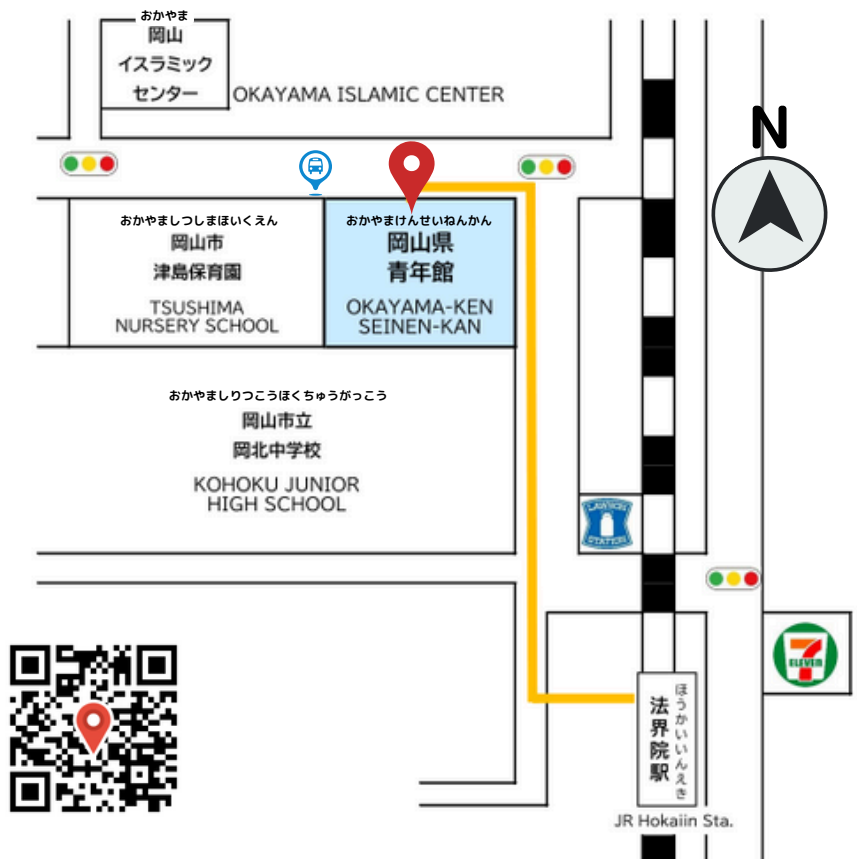 おかやま
岡山
イスラミック
センター
OKAYAMA ISLAMIC CENTER
N
おかやましつしまほいくえん
岡山市
津島保育園
TSUSHIMA
NURSERY SCHOOL
おかやまけんせいねんかん
岡山県
青年館
OKAYAMA-KEN
SEINEN-KAN
おかやましりつこうほくちゅうがっこう
岡山市立
岡北中学校
KOHOKU JUNIOR
HIGH SCHOOL
LAWSON
STATION
7
ELEVEN
ほうかいいんえき
法界院駅
JR Hokaiin Sta.